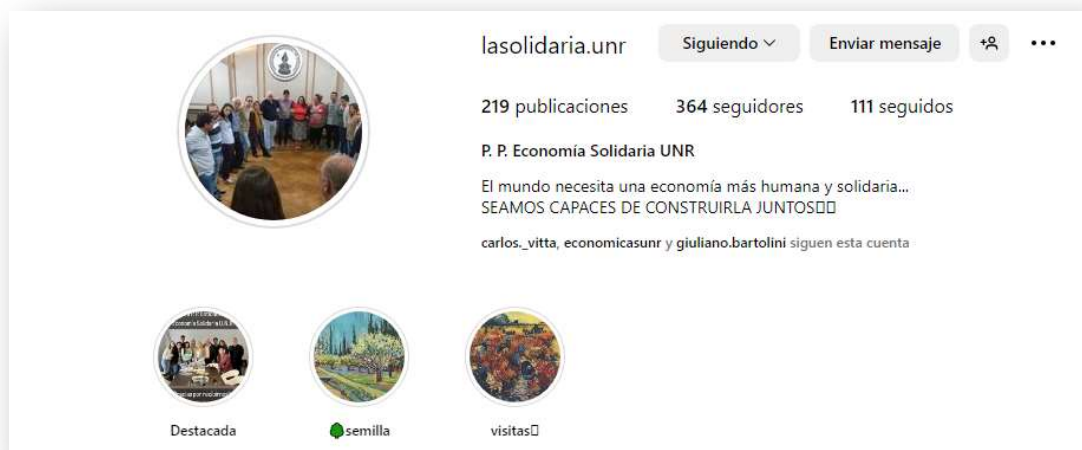 lasolidaria.unr Siguiendo Enviar mensaje
219 publicaciones 364 seguidores 111 seguidos
P. P. Economía Solidaria UNR
El mundo necesita una economía más humana y solidaria...
SEAMOS CAPACES DE CONSTRUIRLA JUNTOS
carlos._vitta, economicasunr y giuliano.bartolini siguen esta cuenta
Economía Solidaria U.N.R
Destacada 🌳semilla visitas